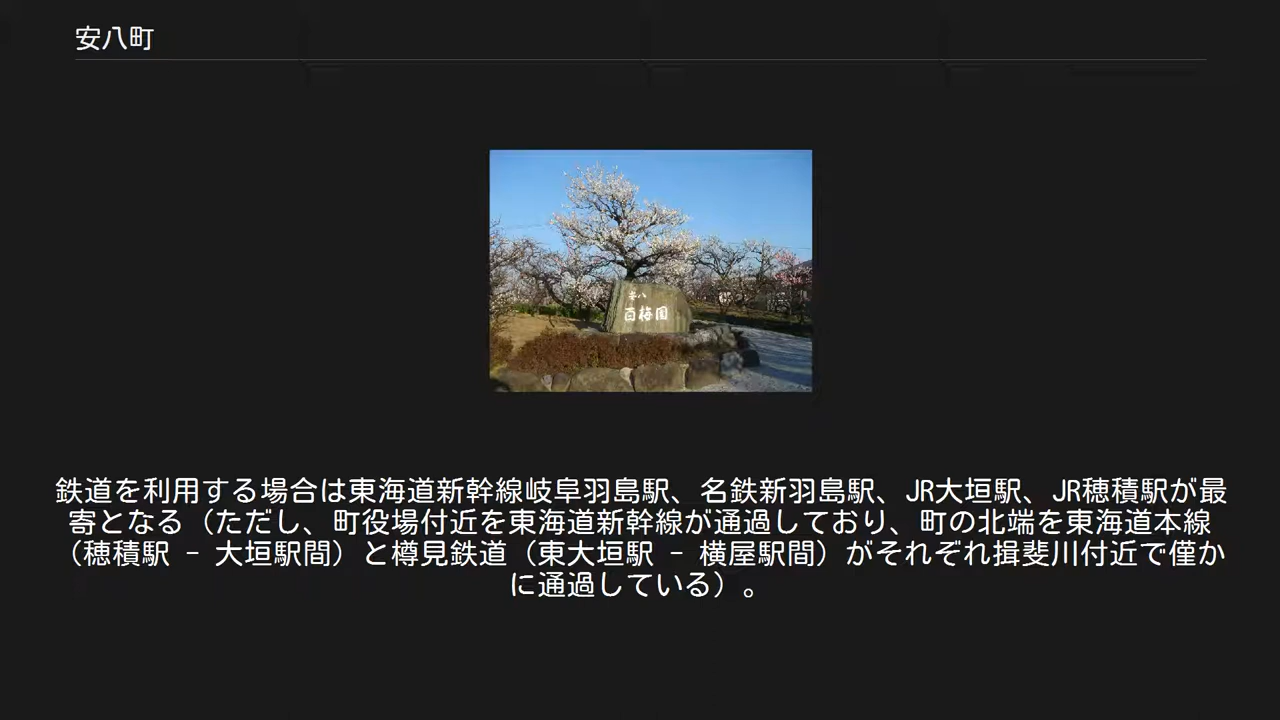 安八町
安八
百梅園
鉄道を利用する場合は東海道新幹線岐阜羽島駅、名鉄新羽島駅、JR大垣駅、JR穂積駅が最
寄となる（ただし、町役場付近を東海道新幹線が通過しており、町の北端を東海道本線
（穂積駅 - 大垣駅間）と樽見鉄道（東大垣駅 - 横屋駅間）がそれぞれ揖斐川付近で僅か
に通過している）。